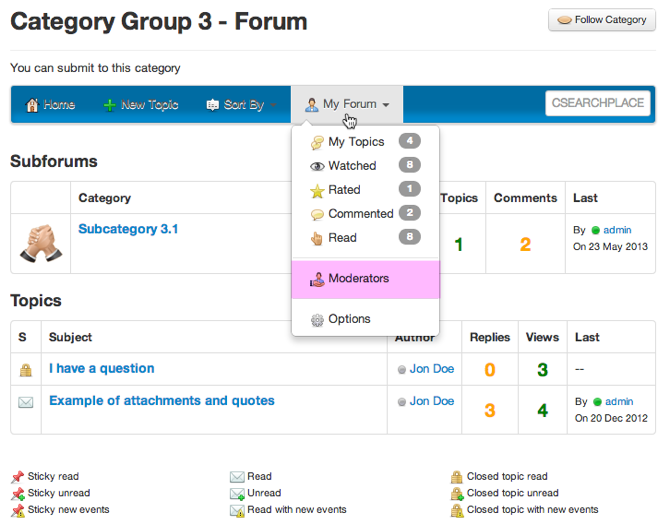 Category Group 3 - Forum
Follow Category
You can submit to this category
Home New Topic Sort By My Forum CSEARCHPLACE
My Topics 4
Watched 8
Rated 1
Commented 2
Read 8
Moderators
Options
Subforums
Category Topics Comments Last
Subcategory 3.1 1 2 By admin
On 23 May 2013
Topics
S Subject Author Replies Views Last
I have a question Jon Doe 0 3 --
Example of attachments and quotes Jon Doe 3 4 By admin
On 20 Dec 2012
Sticky read Read Closed topic read
Sticky unread Unread Closed topic unread
Sticky new events Read with new events Closed topic with new events